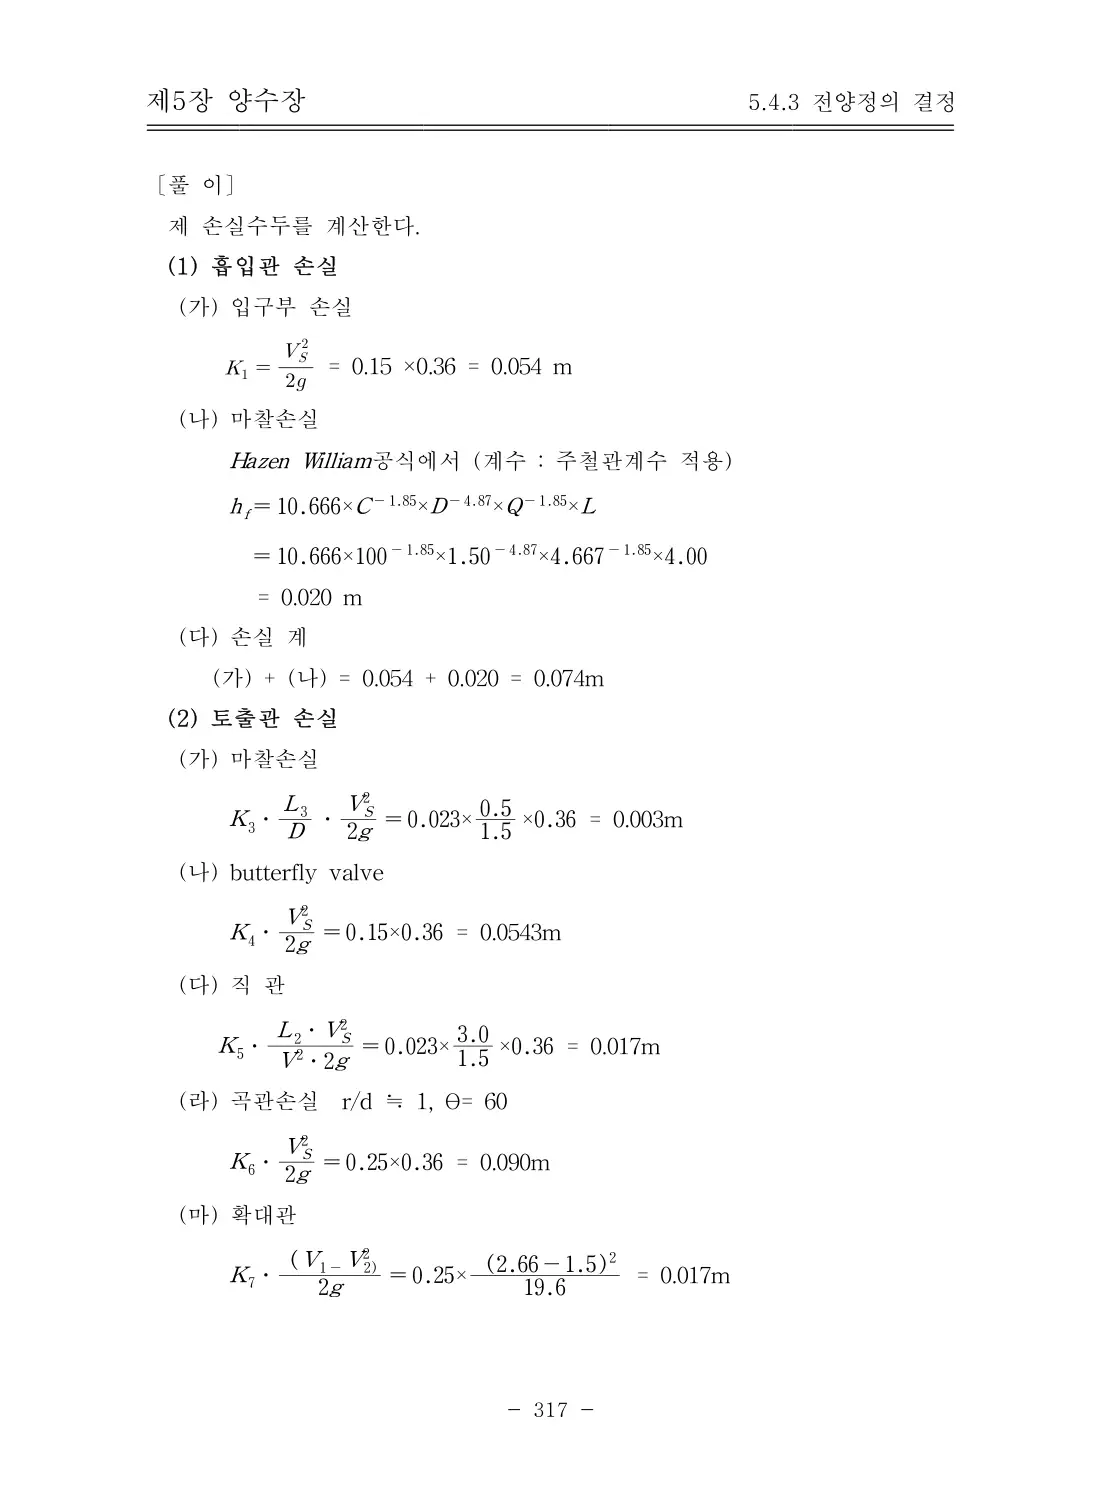 제5장 양수장
5.4.3 전양정의 결정
[풀 이]
제 손실수두를 계산한다.
(1) 흡입관 손실
(가) 입구부 손실
K₁ = V_S²/2g = 0.15 ×0.36 = 0.054 m
(나) 마찰손실
Hazen William공식에서 (계수 : 주철관계수 적용)
h_f = 10.666×C^−1.85×D^−4.87×Q^−1.85×L
= 10.666×100^−1.85×1.50^−4.87×4.667^−1.85×4.00
= 0.020 m
(다) 손실 계
(가) + (나) = 0.054 + 0.020 = 0.074m
(2) 토출관 손실
(가) 마찰손실
K₃· L₃/D · V_S²/2g = 0.023× 0.5/1.5 ×0.36 = 0.003m
(나) butterfly valve
K₄· V_S²/2g = 0.15×0.36 = 0.0543m
(다) 직 관
K₅· L₂· V_S²/V²·2g = 0.023× 3.0/1.5 ×0.36 = 0.017m
(라) 곡관손실 r/d ≒ 1, Θ= 60
K₆· V_S²/2g = 0.25×0.36 = 0.090m
(마) 확대관
K₇· (V₁₋ V²₂₎/2g = 0.25× (2.66−1.5)²/19.6 = 0.017m
- 317 -